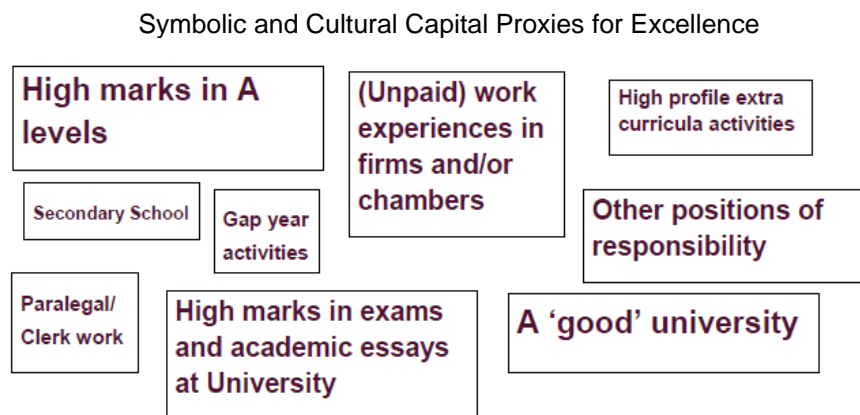 Symbolic and Cultural Capital Proxies for Excellence
High marks in A
levels
(Unpaid) work
experiences in
firms and/or
chambers
High profile extra
curricula activities
Secondary School
Gap year
activities
Other positions of
responsibility
Paralegal/
Clerk work
High marks in exams
and academic essays
at University
A ‘good’ university